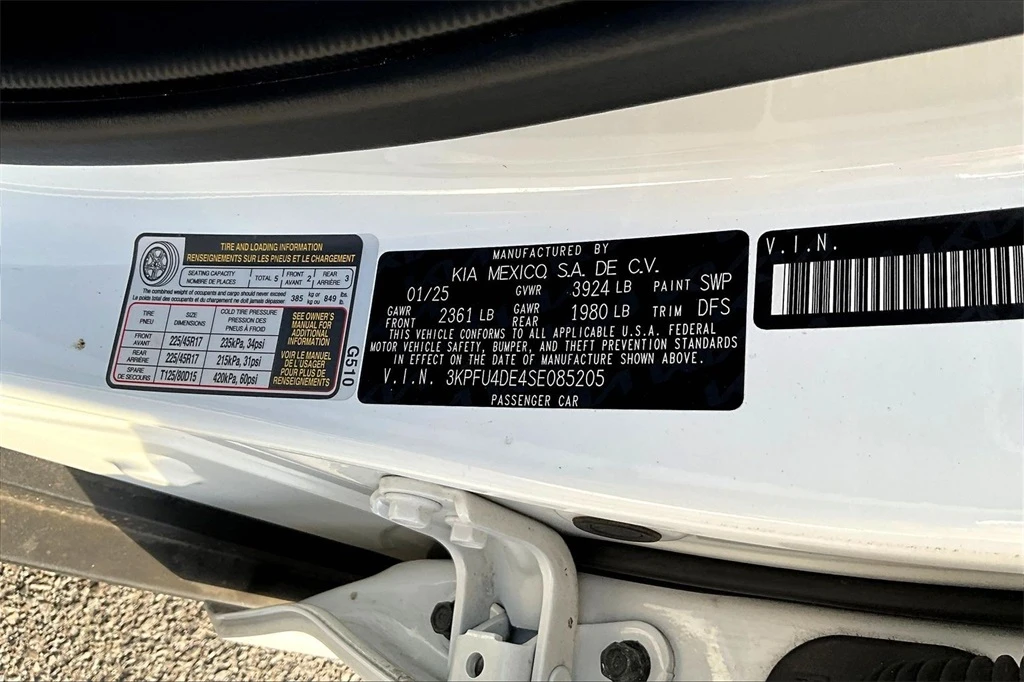 TIRE AND LOADING INFORMATION
RENSEIGNEMENTS SUR LES PNEUS ET LE CHARGEMENT
SEATING CAPACITY TOTAL 5 FRONT 2 REAR 3
NOMBRE DE PLACES AVANT ARRIÈRE
The combined weight of occupants and cargo should never exceed 385 kg or 849 lbs.
Le poids total des occupants et du chargement ne doit jamais dépasser kg ou lb.
TIRE SIZE COLD TIRE PRESSURE
PNEU DIMENSIONS PRESSION DES PNEUS À FROID
FRONT AVANT 225/45R17 235kPa, 34psi
REAR ARRIÈRE 225/45R17 215kPa, 31psi
SPARE DE SECOURS T125/80D15 420kPa, 60psi
SEE OWNER'S MANUAL FOR ADDITIONAL INFORMATION
VOIR LE MANUEL DE L'USAGER POUR PLUS DE RENSEIGNEMENTS
G510
MANUFACTURED BY
KIA MEXICO, S.A. DE C.V.
01/25 GVWR 3924 LB PAINT SWP
GAWR FRONT 2361 LB GAWR REAR 1980 LB TRIM DFS
THIS VEHICLE CONFORMS TO ALL APPLICABLE U.S.A. FEDERAL
MOTOR VEHICLE SAFETY, BUMPER, AND THEFT PREVENTION STANDARDS
IN EFFECT ON THE DATE OF MANUFACTURE SHOWN ABOVE.
V.I.N. 3KPFU4DE4SE085205
PASSENGER CAR
V.I.N.